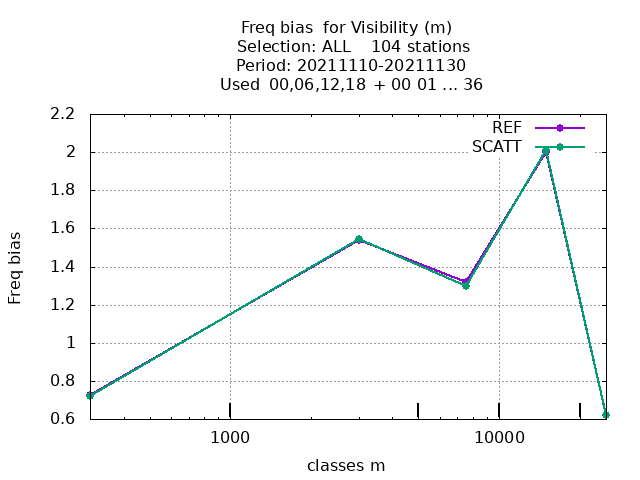 Freq bias  for Visibility (m)
Selection: ALL    104 stations
Period: 20211110-20211130
Used  00,06,12,18  + 00 01 ... 36
REF
SCATT
2.2
2
1.8
1.6
1.4
1.2
1
0.8
0.6
Freq bias
1000
10000
classes m